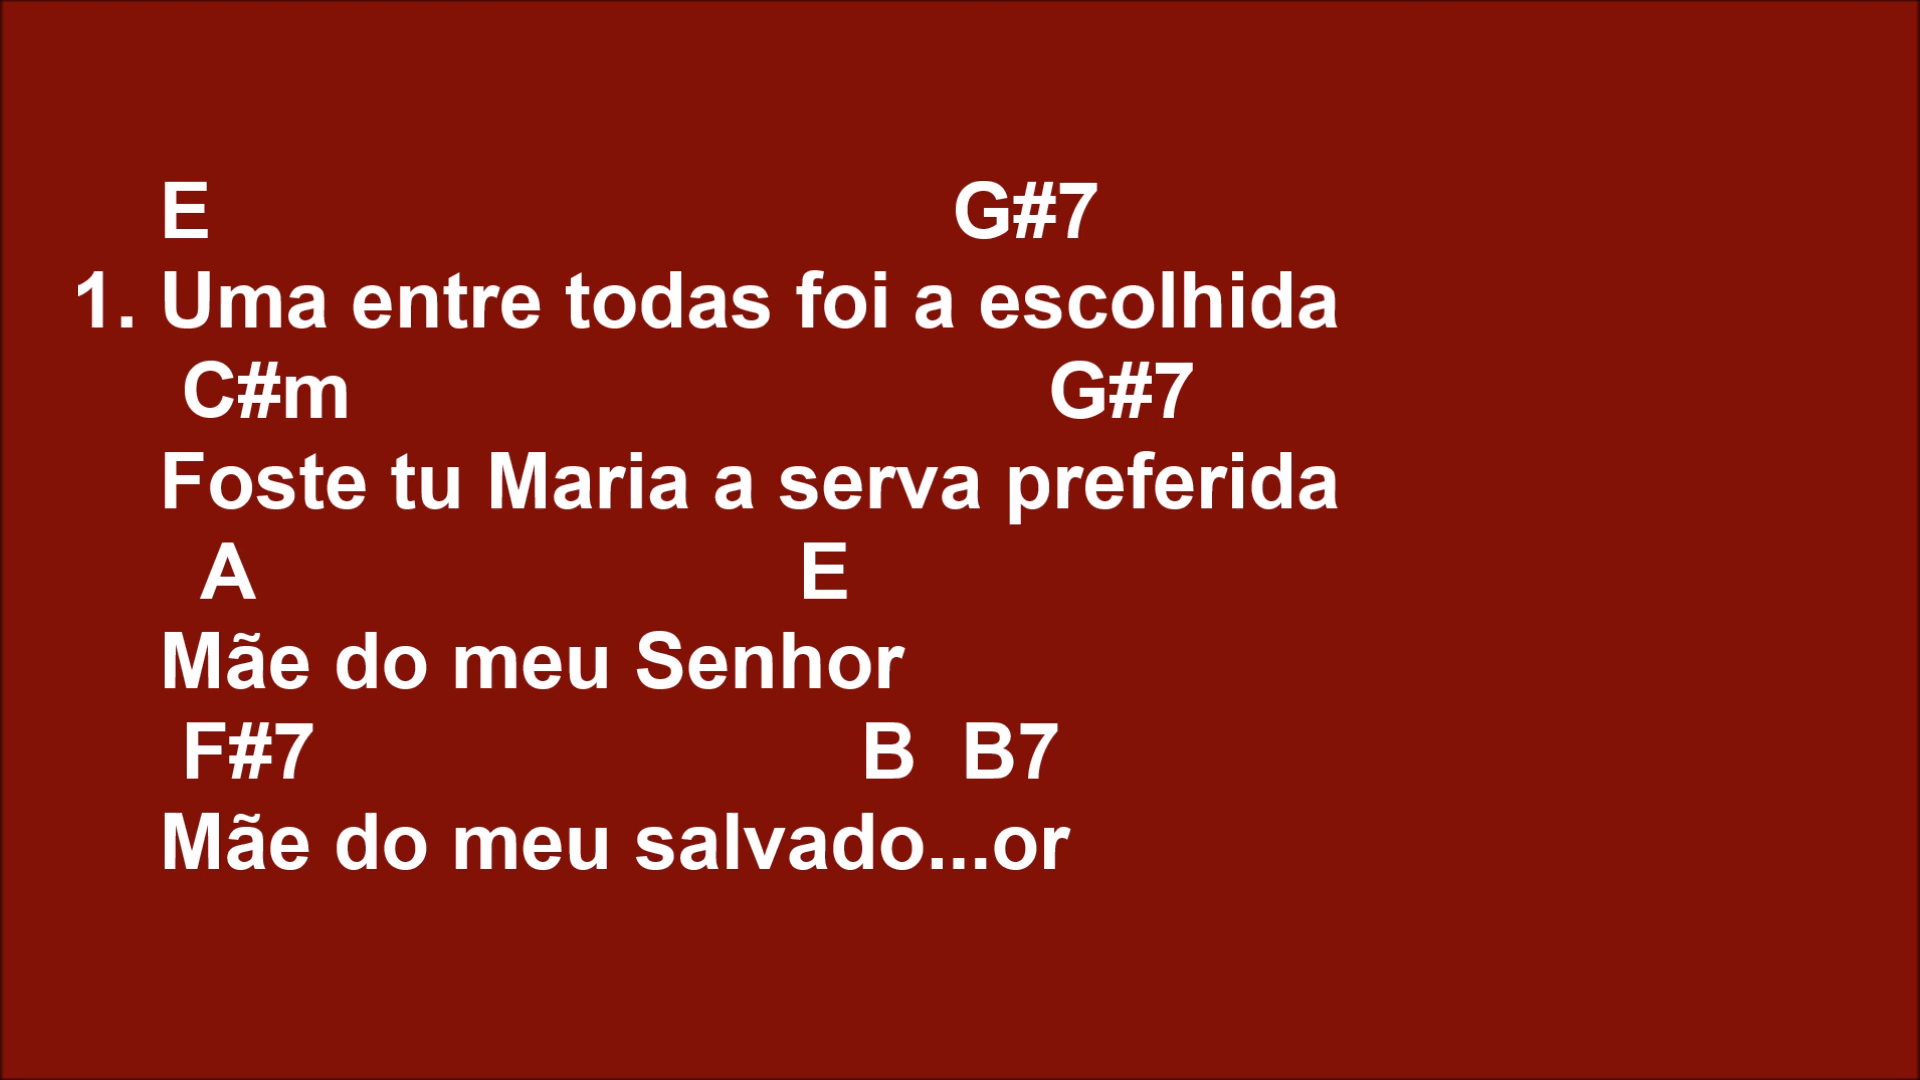 E G#7
1. Uma entre todas foi a escolhida
C#m G#7
Foste tu Maria a serva preferida
A E
Mãe do meu Senhor
F#7 B B7
Mãe do meu salvado...or